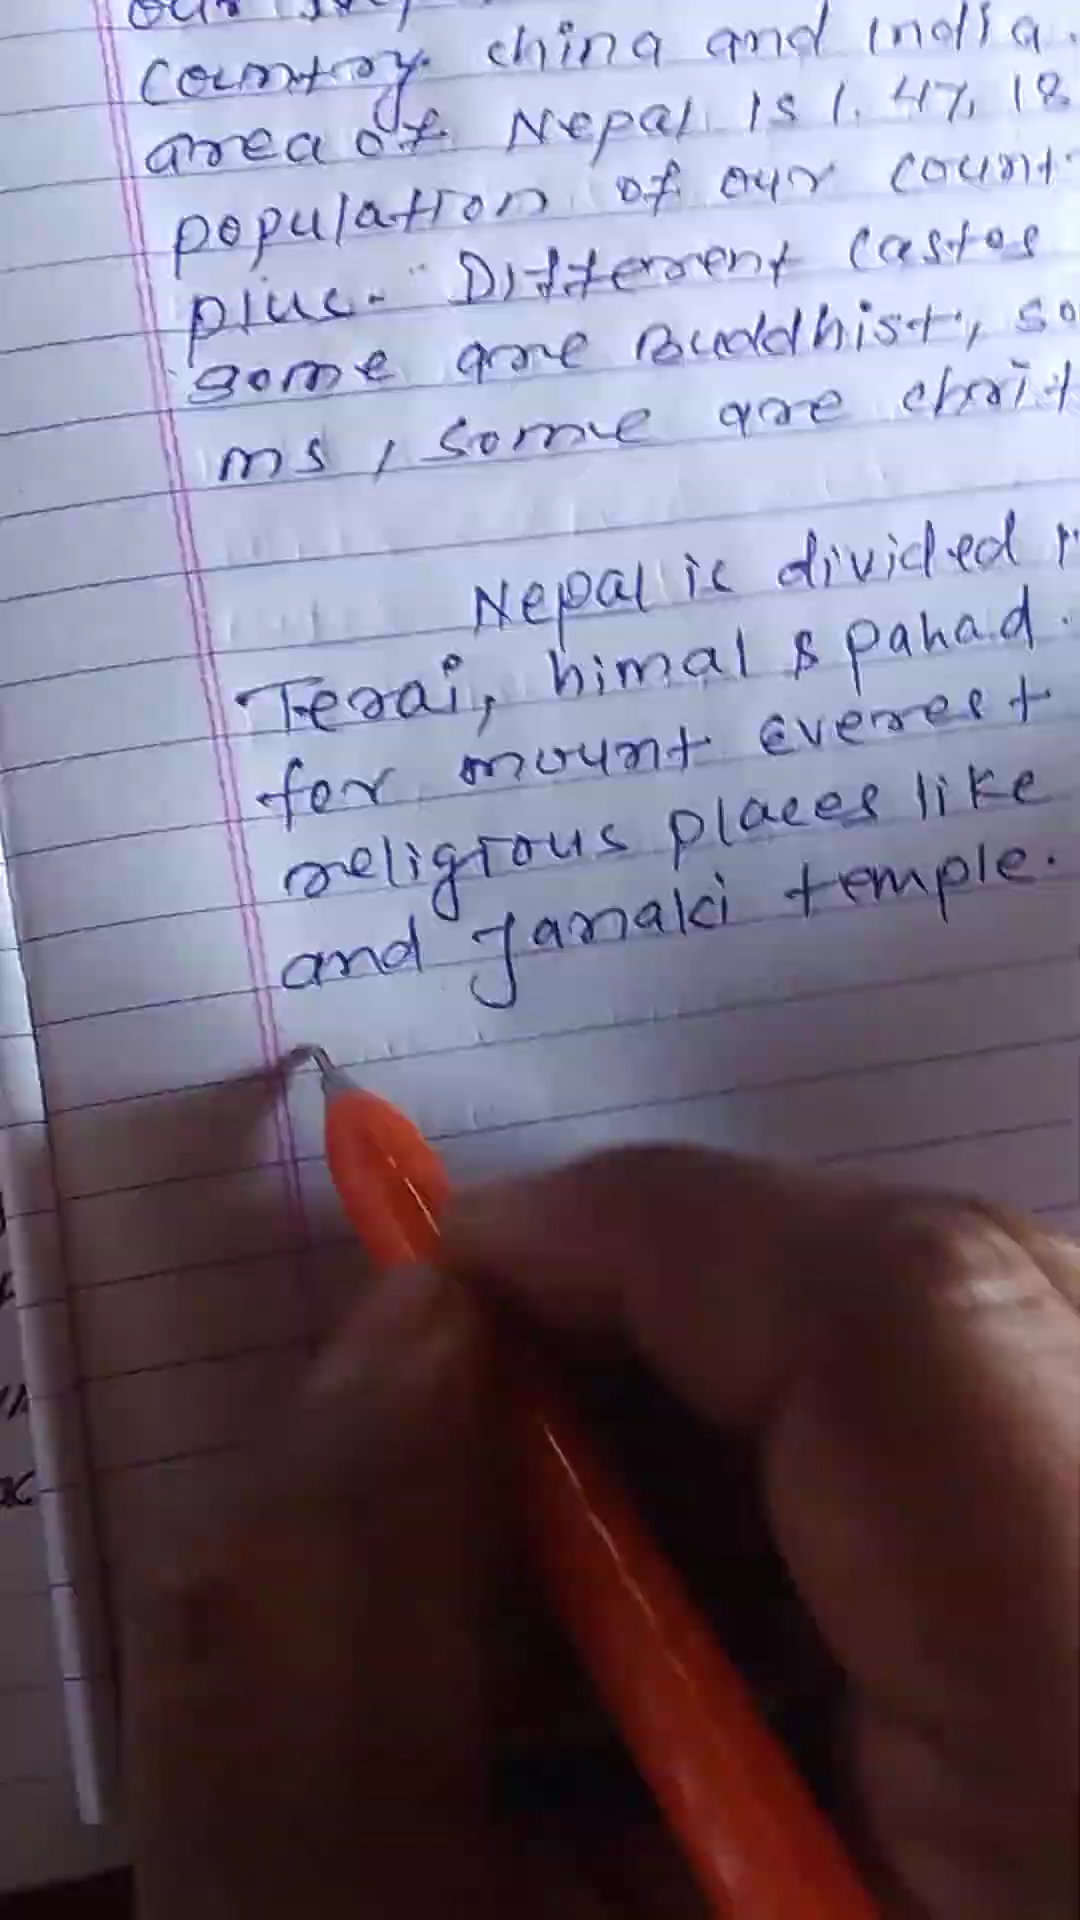 our
country. china and India.
area of Nepal is 1,47,18
population of our count
plus. Different castes
some are Buddhist, so
ms, some are chrit
Nepal is divided
Terai, himal & pahad.
for mount everest
religious places like
and Janaki temple.